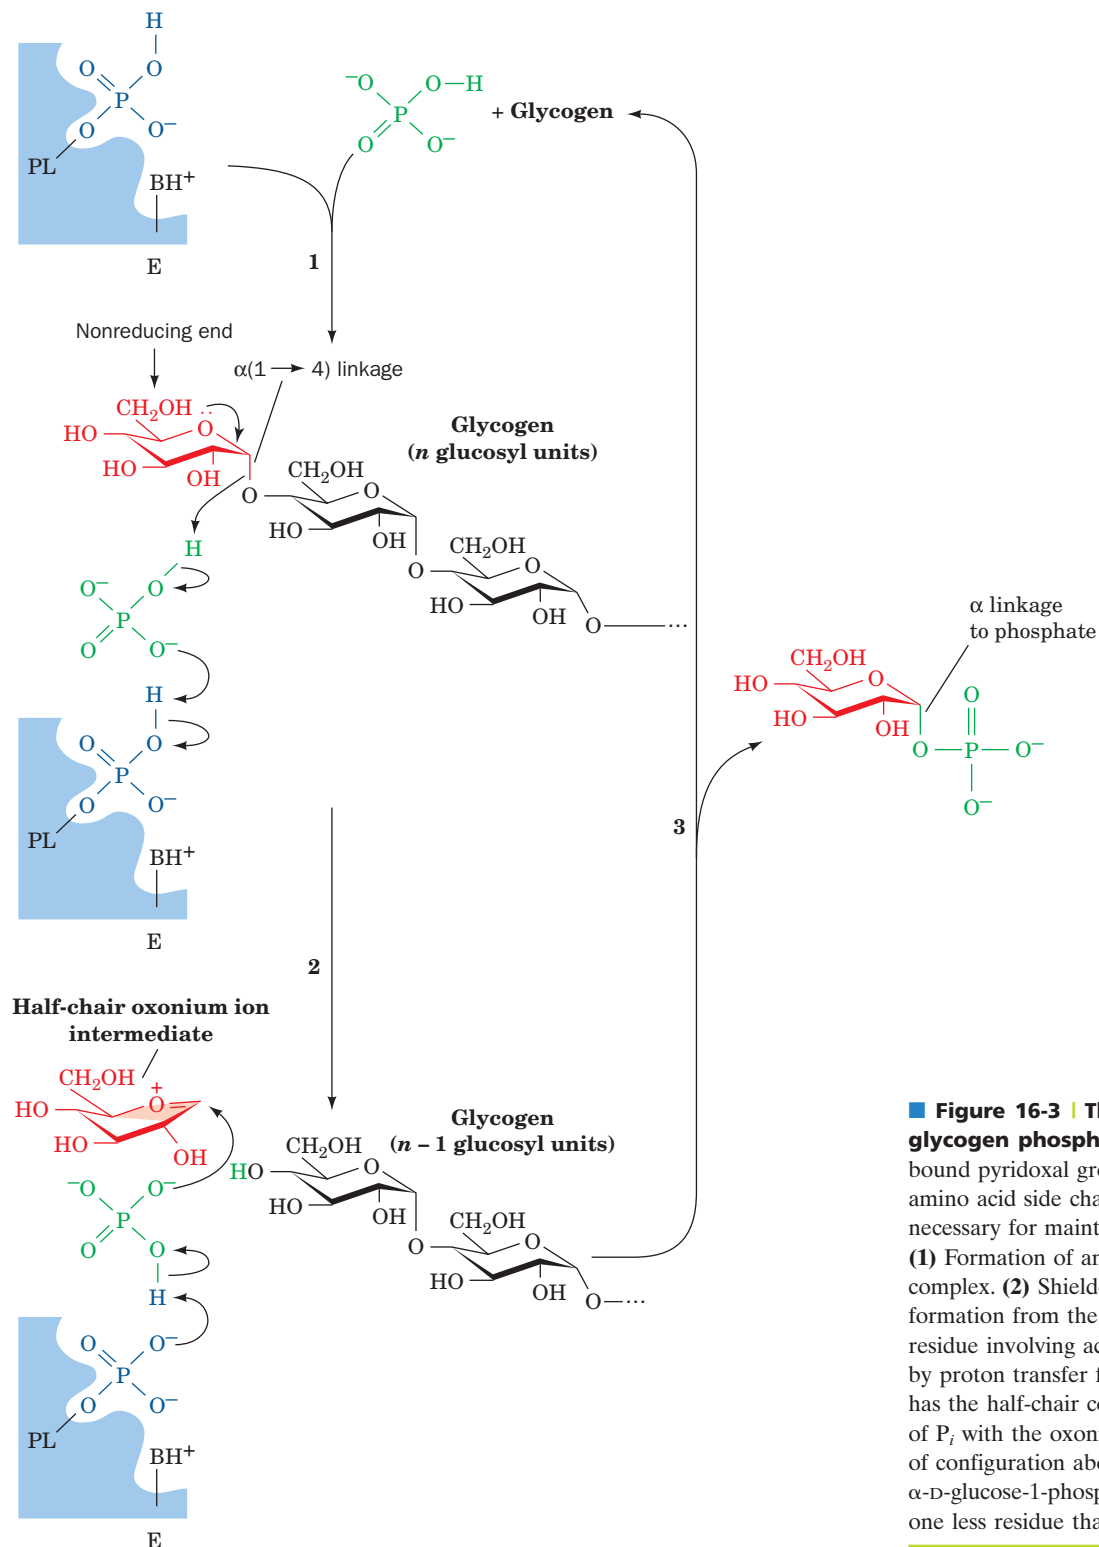 H
O
O
P
O
O−
PL
BH+
E
−O
O—H
P
O
O−
+ Glycogen
1
Nonreducing end
α(1 → 4) linkage
CH2OH
HO
O
HO
OH
O
Glycogen
(n glucosyl units)
CH2OH
O
HO
OH
O
CH2OH
O
HO
OH
O
...
H
O
O−
P
O
O−
H
O
O
P
O
O−
PL
BH+
E
α linkage
to phosphate
CH2OH
HO
O
HO
OH
O
O
P
O−
O−
3
2
Half-chair oxonium ion
intermediate
CH2OH
+
HO
O
HO
OH
−O
O−
P
O
O
H
O
O−
P
O
O−
PL
BH+
E
Glycogen
(n – 1 glucosyl units)
CH2OH
HO
O
HO
OH
O
CH2OH
O
HO
OH
O—...
■ Figure 16-3 | Th
glycogen phosph
bound pyridoxal gr
amino acid side cha
necessary for maint
(1) Formation of an
complex. (2) Shielde
formation from the
residue involving ac
by proton transfer f
has the half-chair co
of Pi with the oxoni
of configuration abo
α-D-glucose-1-phosp
one less residue tha